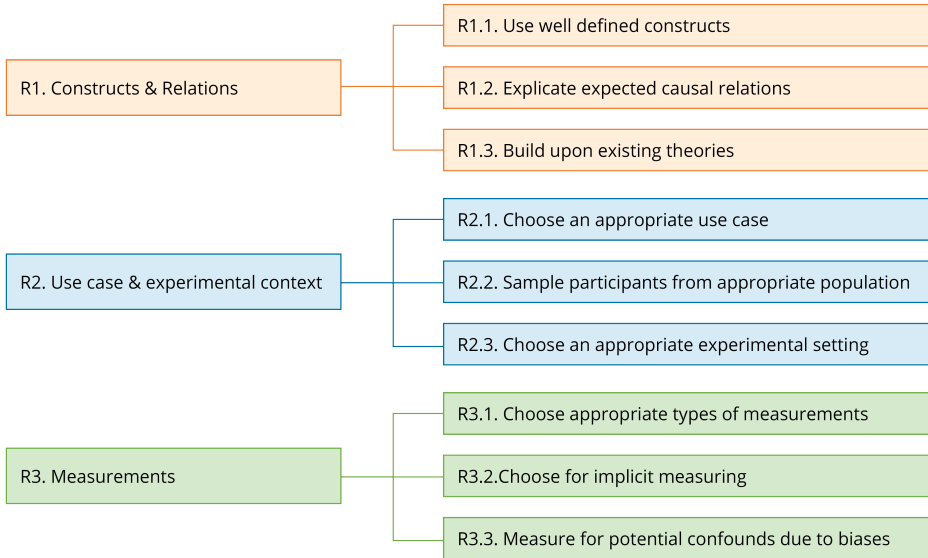 R1. Constructs & Relations
R1.1. Use well defined constructs
R1.2. Explicate expected causal relations
R1.3. Build upon existing theories
R2. Use case & experimental context
R2.1. Choose an appropriate use case
R2.2. Sample participants from appropriate population
R2.3. Choose an appropriate experimental setting
R3. Measurements
R3.1. Choose appropriate types of measurements
R3.2.Choose for implicit measuring
R3.3. Measure for potential confounds due to biases